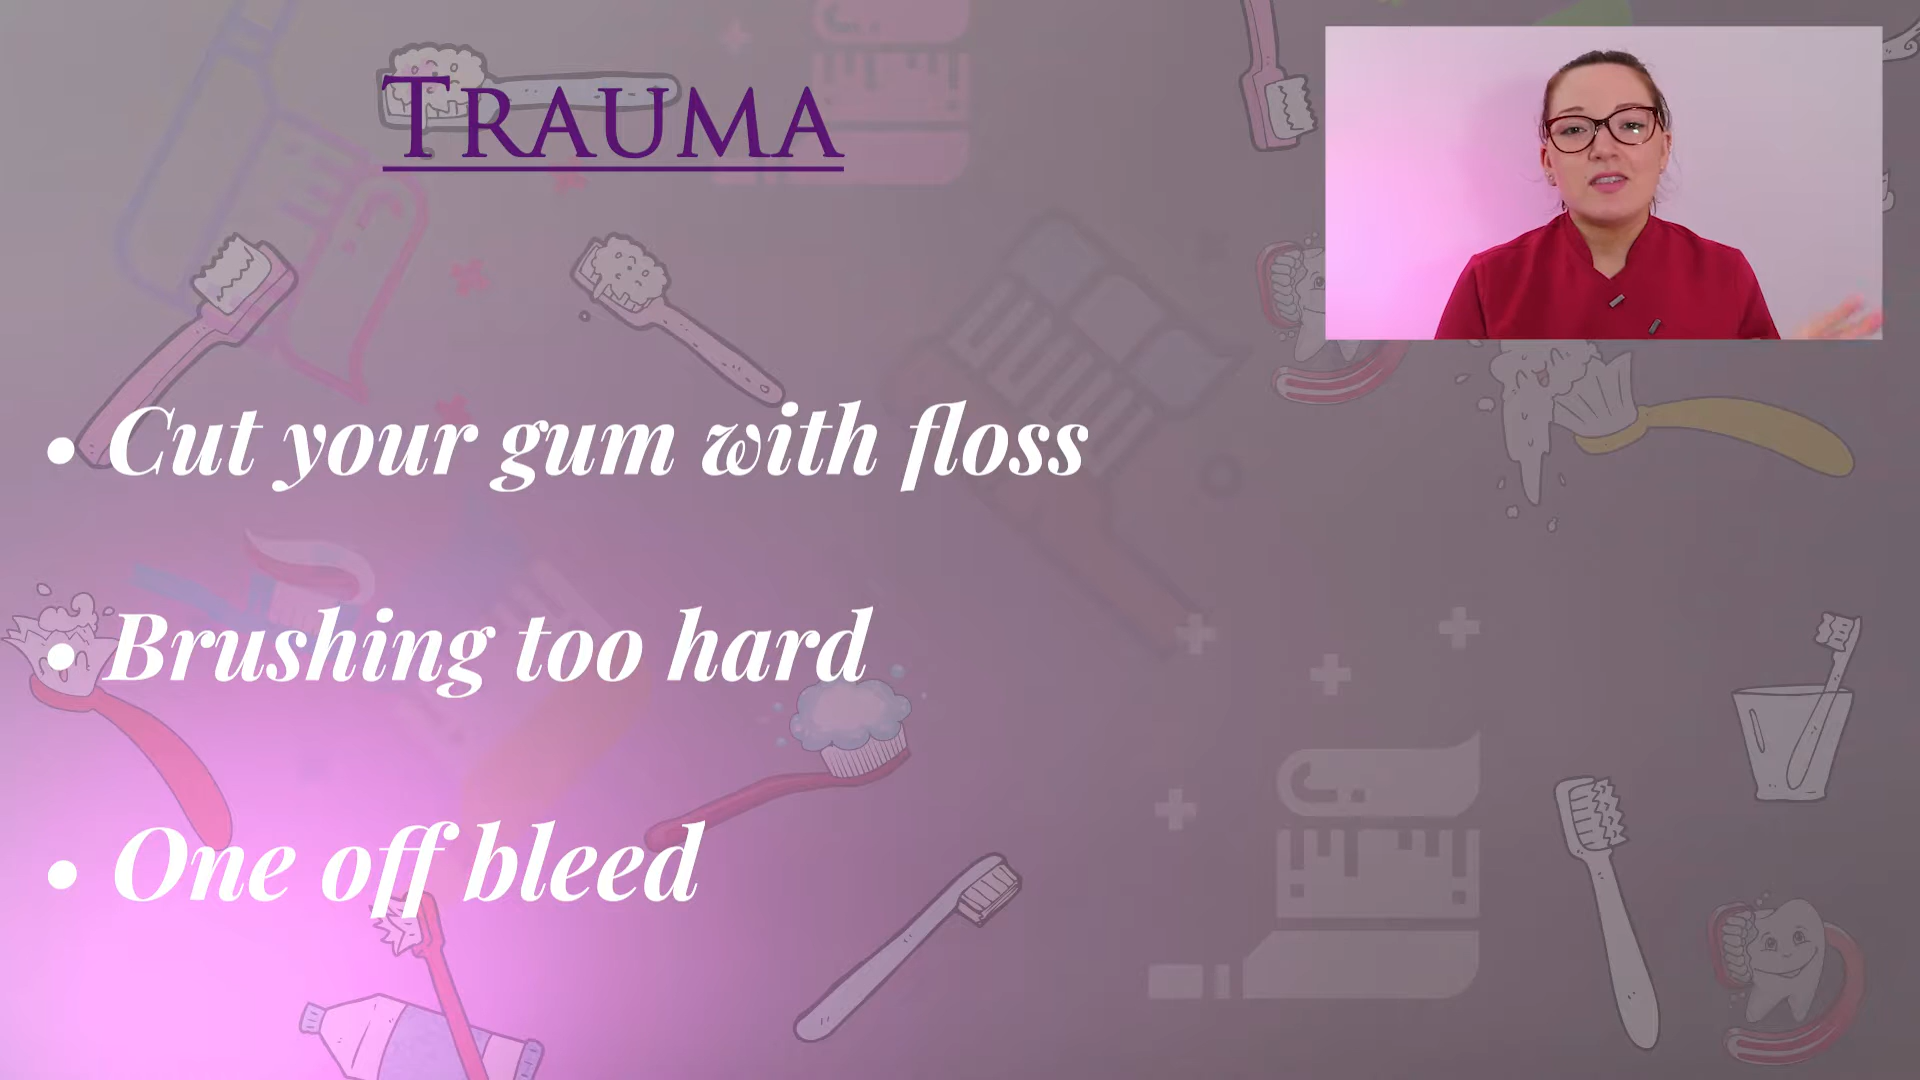 TRAUMA
• Cut your gum with floss
• Brushing too hard
• One off bleed